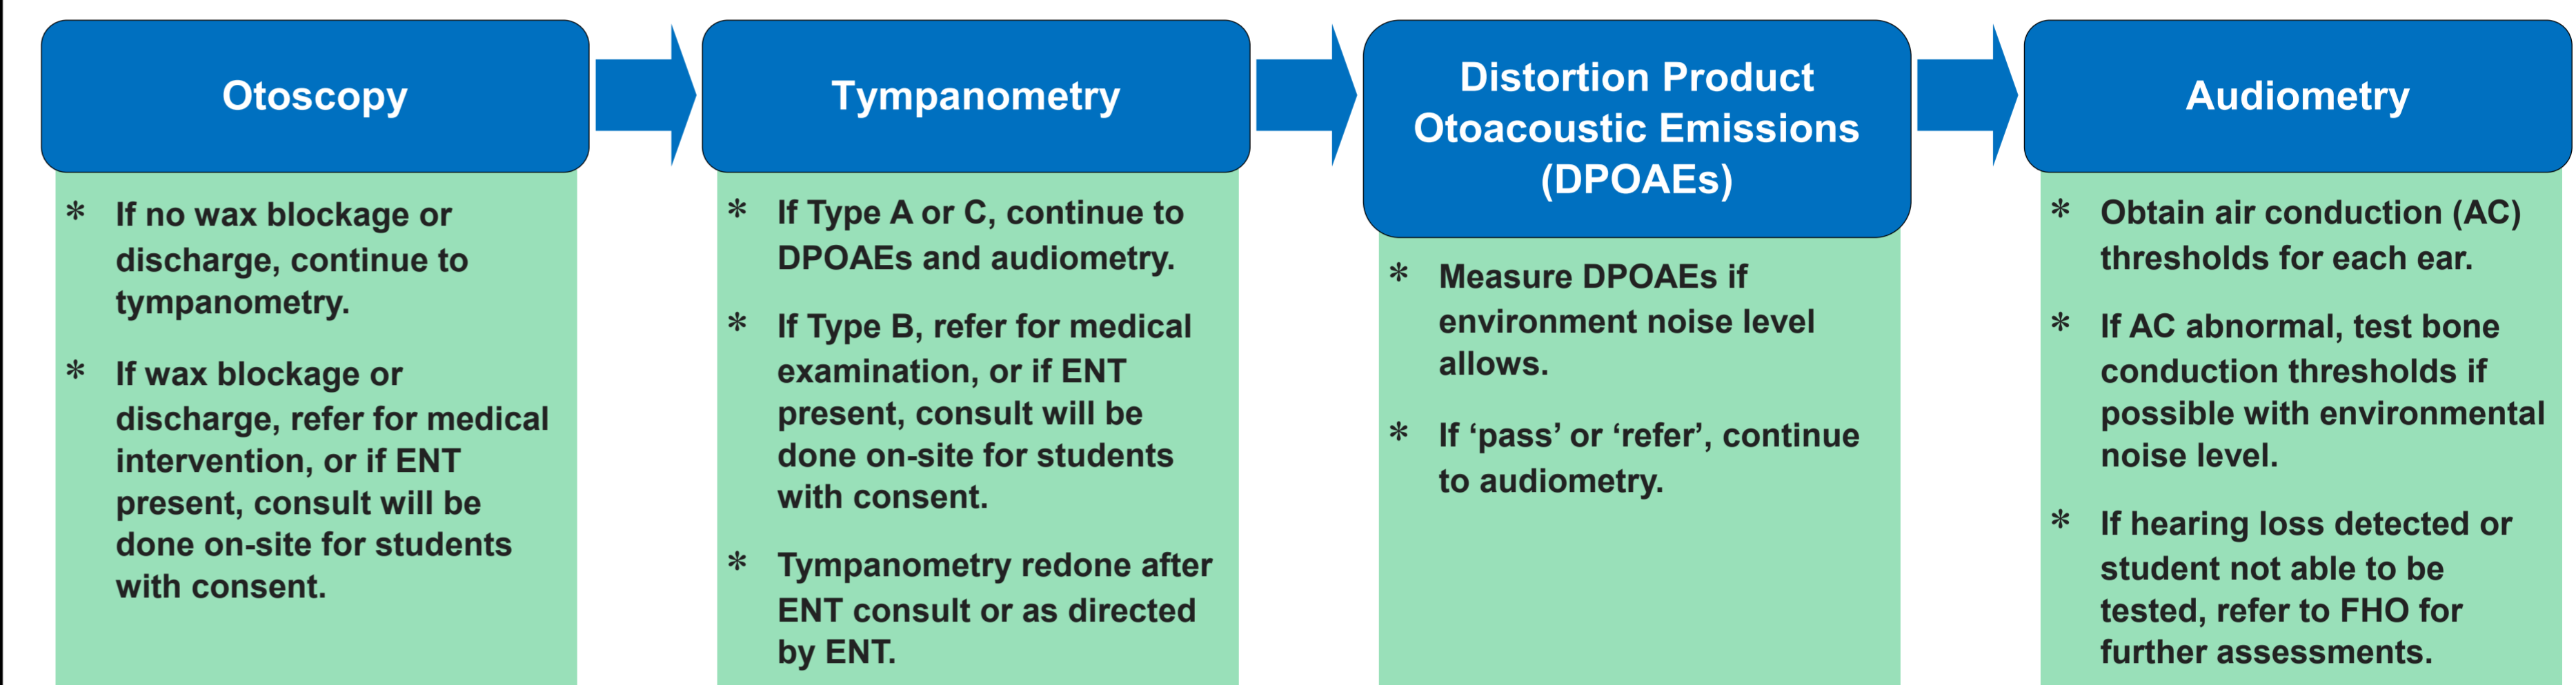 Otoscopy
* If no wax blockage or
discharge, continue to
tympanometry.
* If wax blockage or
discharge, refer for medical
intervention, or if ENT
present, consult will be
done on-site for students
with consent.
Tympanometry
* If Type A or C, continue to
DPOAEs and audiometry.
* If Type B, refer for medical
examination, or if ENT
present, consult will be
done on-site for students
with consent.
* Tympanometry redone after
ENT consult or as directed
by ENT.
Distortion Product
Otoacoustic Emissions
(DPOAEs)
* Measure DPOAEs if
environment noise level
allows.
* If ‘pass’ or ‘refer’, continue
to audiometry.
Audiometry
* Obtain air conduction (AC)
thresholds for each ear.
* If AC abnormal, test bone
conduction thresholds if
possible with environmental
noise level.
* If hearing loss detected or
student not able to be
tested, refer to FHO for
further assessments.